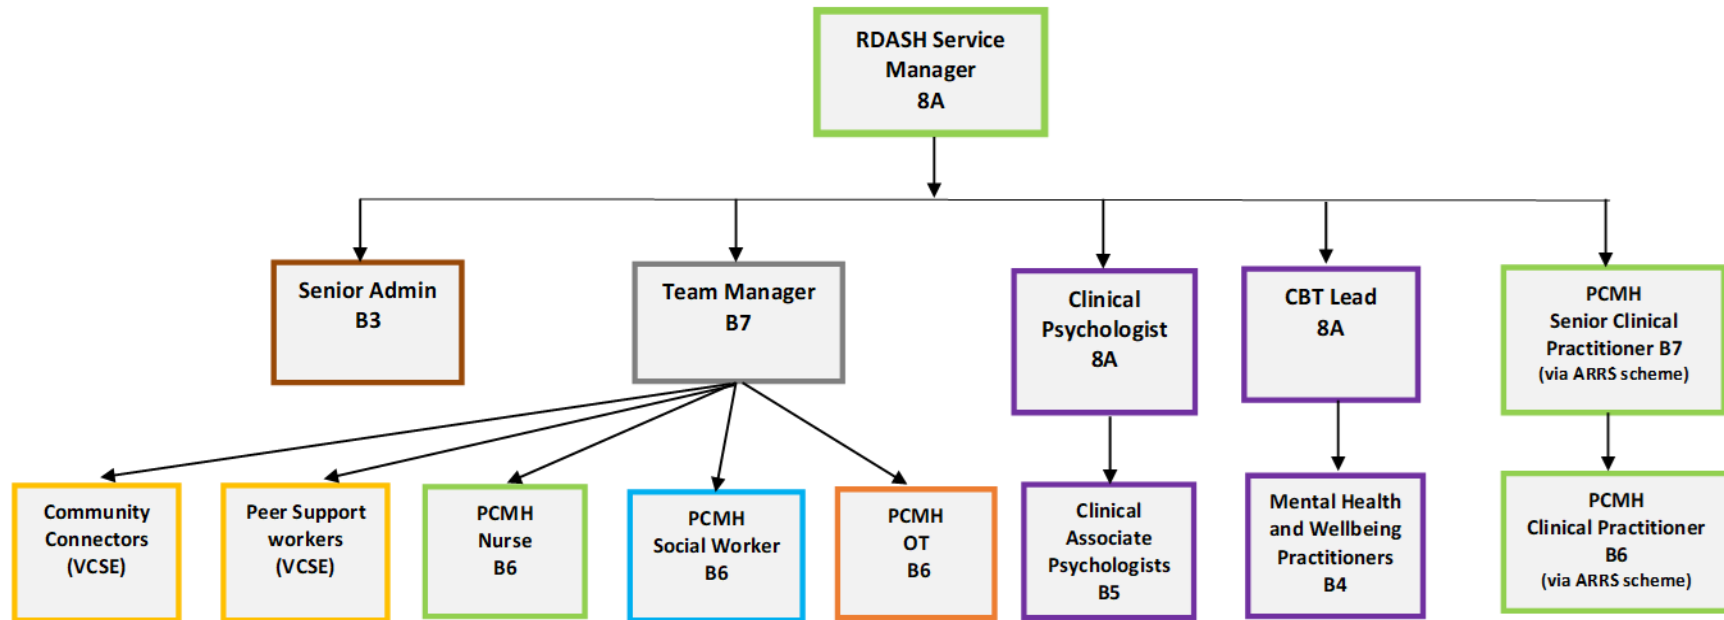 RDASH Service
Manager
8A
Senior Admin
B3
Team Manager
B7
Clinical
Psychologist
8A
CBT Lead
8A
PCMH
Senior Clinical
Practitioner B7
(via ARRS scheme)
Community
Connectors
(VCSE)
Peer Support
workers
(VCSE)
PCMH
Nurse
B6
PCMH
Social Worker
B6
PCMH
OT
B6
Clinical
Associate
Psychologists
B5
Mental Health
and Wellbeing
Practitioners
B4
PCMH
Clinical Practitioner
B6
(via ARRS scheme)